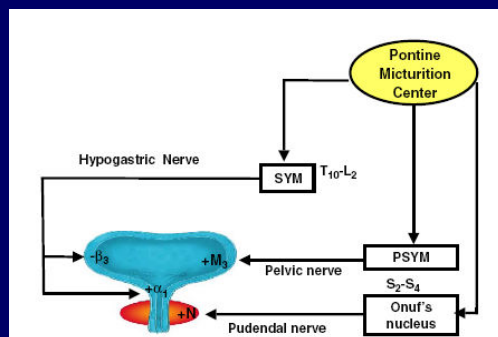 Pontine
Micturition
Center
Hypogastric Nerve
SYM
T10-L2
-β3
+M3
Pelvic nerve
PSYM
+α1
S2-S4
+N
Pudendal nerve
Onuf's
nucleus